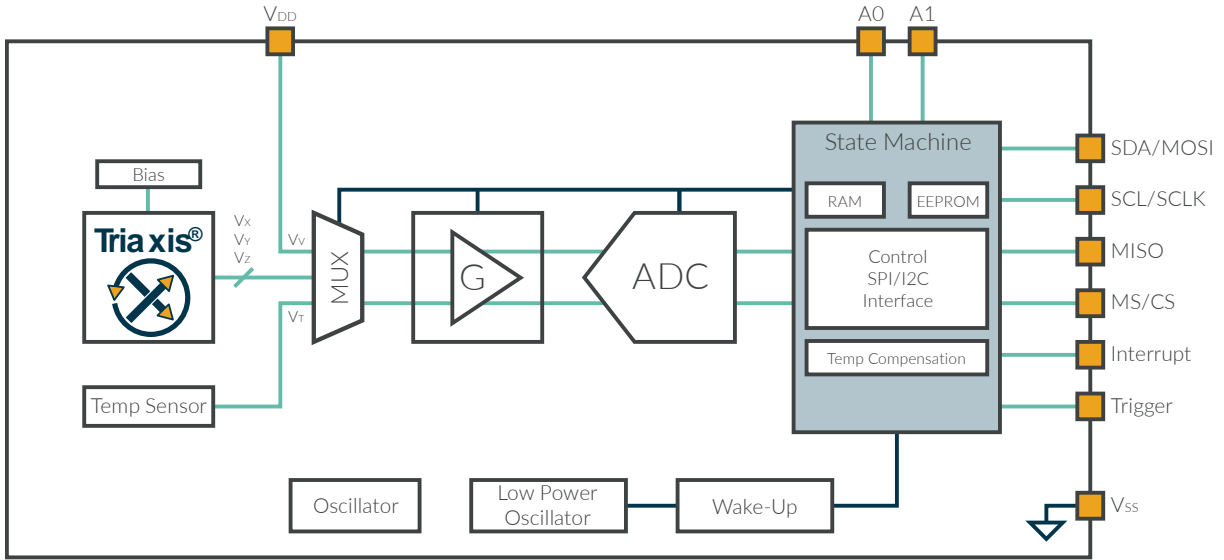 VDD
A0
A1
State Machine
SDA/MOSI
Bias
RAM
EEPROM
SCL/SCLK
Triaxis®
VX
VY
VZ
VV
VT
MUX
G
ADC
Control
SPI/I2C
Interface
MISO
MS/CS
Temp Compensation
Interrupt
Temp Sensor
Trigger
Oscillator
Low Power
Oscillator
Wake-Up
VSS